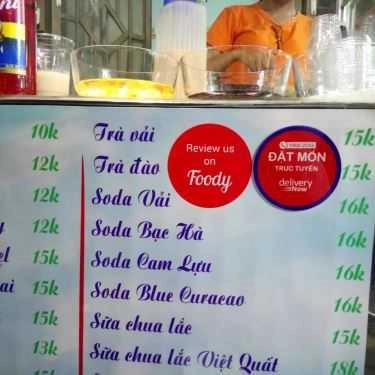 10k
12k
12k
15k
15k
15k
13k
15k
Trà vải 15k
Trà đào 15k
Soda Vải 16k
Soda Bạc Hà 16k
Soda Cam Lựu 16k
Soda Blue Curacao 16k
Sữa chua lắc 15k
Sữa chua lắc Việt Quất 18k
Review us
on
Foody
ĐẶT MÓN
TRỰC TUYẾN
delivery
Now